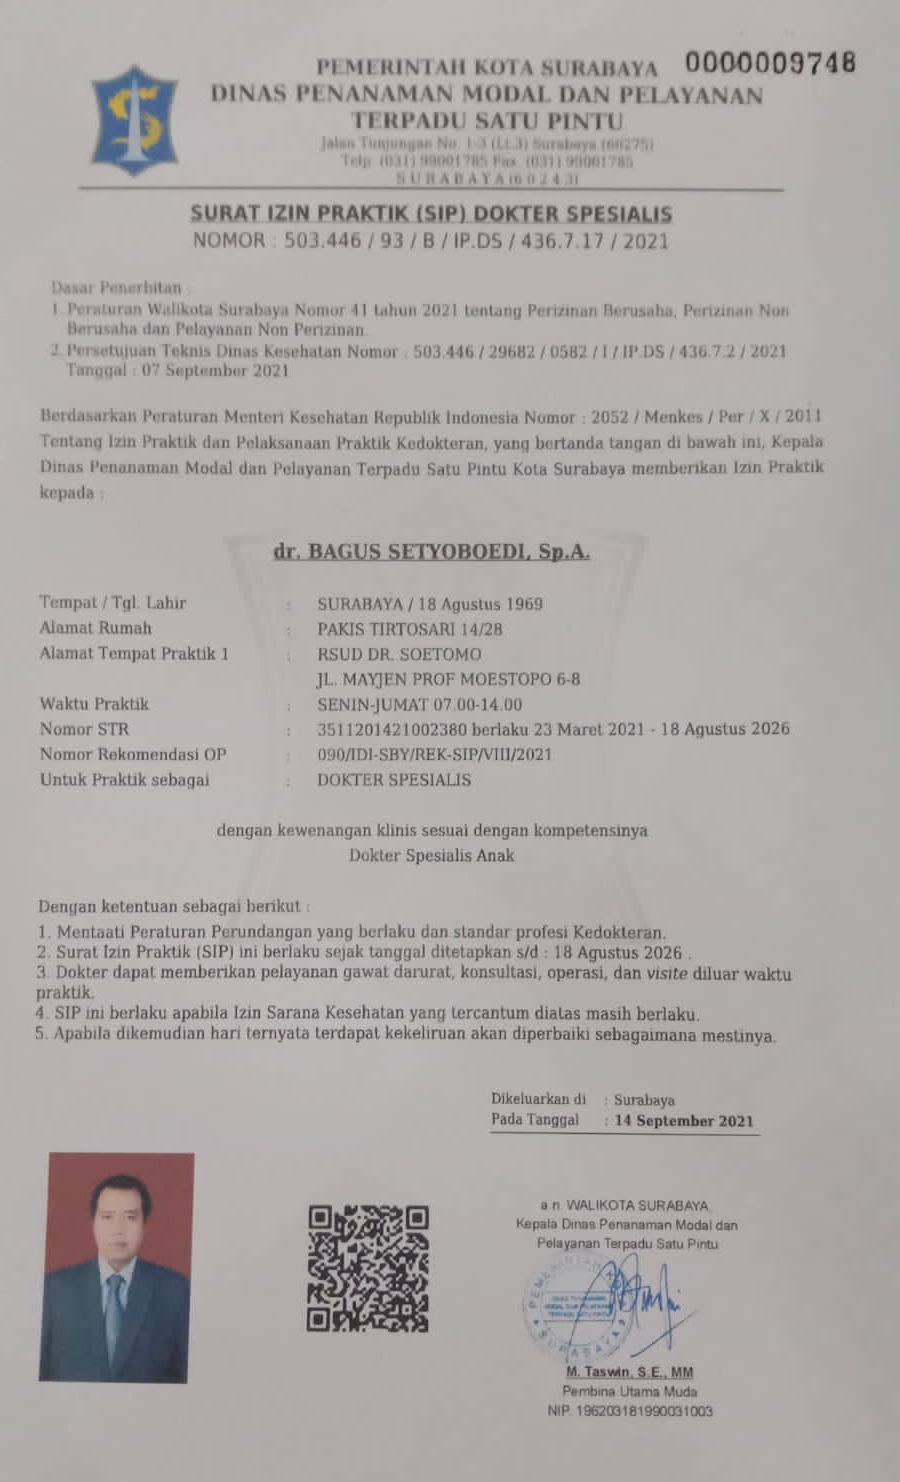 0000009748
PEMERINTAH KOTA SURABAYA
DINAS PENANAMAN MODAL DAN PELAYANAN
TERPADU SATU PINTU
Jalan Tunjungan No. 1-3 (Lt.3) Surabaya (60275)
Telp. (031) 99001785 Fax. (031) 99001785
S U R A B A Y A (6 0 2 4 3)
SURAT IZIN PRAKTIK (SIP) DOKTER SPESIALIS
NOMOR : 503.446 / 93 / B / IP.DS / 436.7.17 / 2021
Dasar Penerbitan :
1. Peraturan Walikota Surabaya Nomor 41 tahun 2021 tentang Perizinan Berusaha, Perizinan Non
Berusaha dan Pelayanan Non Perizinan.
2. Persetujuan Teknis Dinas Kesehatan Nomor : 503.446 / 29682 / 0582 / I / IP.DS / 436.7.2 / 2021
Tanggal : 07 September 2021
Berdasarkan Peraturan Menteri Kesehatan Republik Indonesia Nomor : 2052 / Menkes / Per / X / 2011
Tentang Izin Praktik dan Pelaksanaan Praktik Kedokteran, yang bertanda tangan di bawah ini, Kepala
Dinas Penanaman Modal dan Pelayanan Terpadu Satu Pintu Kota Surabaya memberikan Izin Praktik
kepada :
dr. BAGUS SETYOBOEDI, Sp.A.
Tempat / Tgl. Lahir : SURABAYA / 18 Agustus 1969
Alamat Rumah : PAKIS TIRTOSARI 14/28
Alamat Tempat Praktik 1 : RSUD DR. SOETOMO
JL. MAYJEN PROF MOESTOPO 6-8
Waktu Praktik : SENIN-JUMAT 07.00-14.00
Nomor STR : 3511201421002380 berlaku 23 Maret 2021 - 18 Agustus 2026
Nomor Rekomendasi OP : 090/IDI-SBY/REK-SIP/VIII/2021
Untuk Praktik sebagai : DOKTER SPESIALIS
dengan kewenangan klinis sesuai dengan kompetensinya
Dokter Spesialis Anak
Dengan ketentuan sebagai berikut :
1. Mentaati Peraturan Perundangan yang berlaku dan standar profesi Kedokteran.
2. Surat Izin Praktik (SIP) ini berlaku sejak tanggal ditetapkan s/d : 18 Agustus 2026 .
3. Dokter dapat memberikan pelayanan gawat darurat, konsultasi, operasi, dan visite diluar waktu
praktik.
4. SIP ini berlaku apabila Izin Sarana Kesehatan yang tercantum diatas masih berlaku.
5. Apabila dikemudian hari ternyata terdapat kekeliruan akan diperbaiki sebagaimana mestinya.
Dikeluarkan di : Surabaya
Pada Tanggal : 14 September 2021
a.n. WALIKOTA SURABAYA.
Kepala Dinas Penanaman Modal dan
Pelayanan Terpadu Satu Pintu
M. Taswin, S.E., MM
Pembina Utama Muda
NIP. 196203181990031003